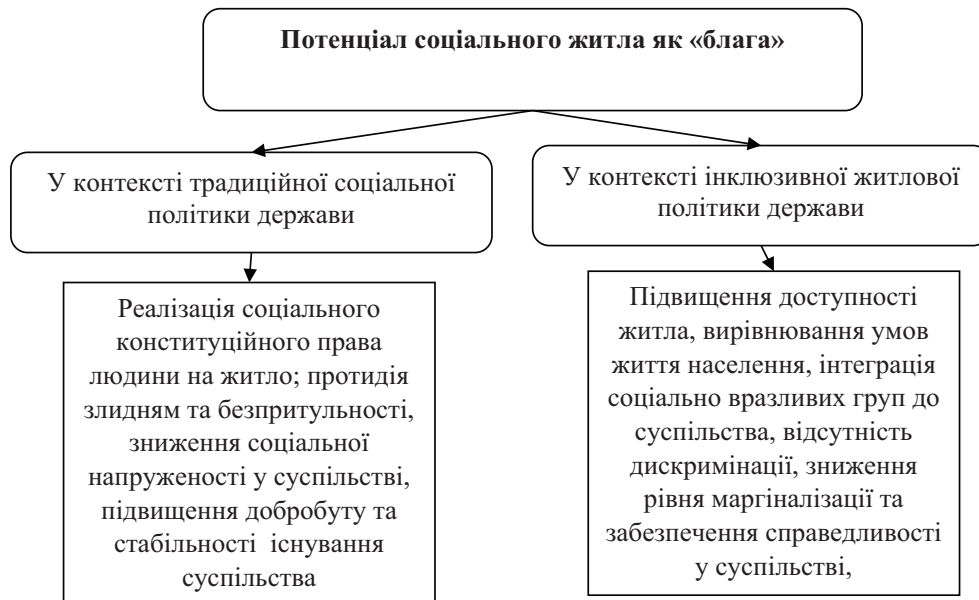 Потенціал соціального житла як «блага»
У контексті традиційної соціальної
політики держави
У контексті інклюзивної житлової
політики держави
Реалізація соціального
конституційного права
людини на житло; протидія
злидням та безпритульності,
зниження соціальної
напруженості у суспільстві,
підвищення добробуту та
стабільності існування
суспільства
Підвищення доступності
житла, вирівнювання умов
життя населення, інтеграція
соціально вразливих груп до
суспільства, відсутність
дискримінації, зниження
рівня маргіналізації та
забезпечення справедливості
у суспільстві,